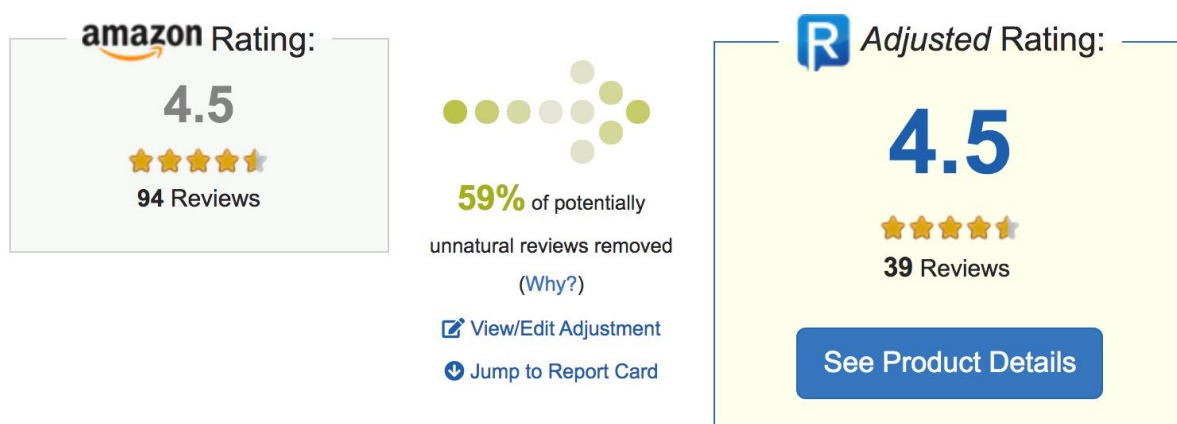 amazon Rating:
4.5
94 Reviews
59% of potentially
unnatural reviews removed
(Why?)
View/Edit Adjustment
Jump to Report Card
R Adjusted Rating:
4.5
39 Reviews
See Product Details